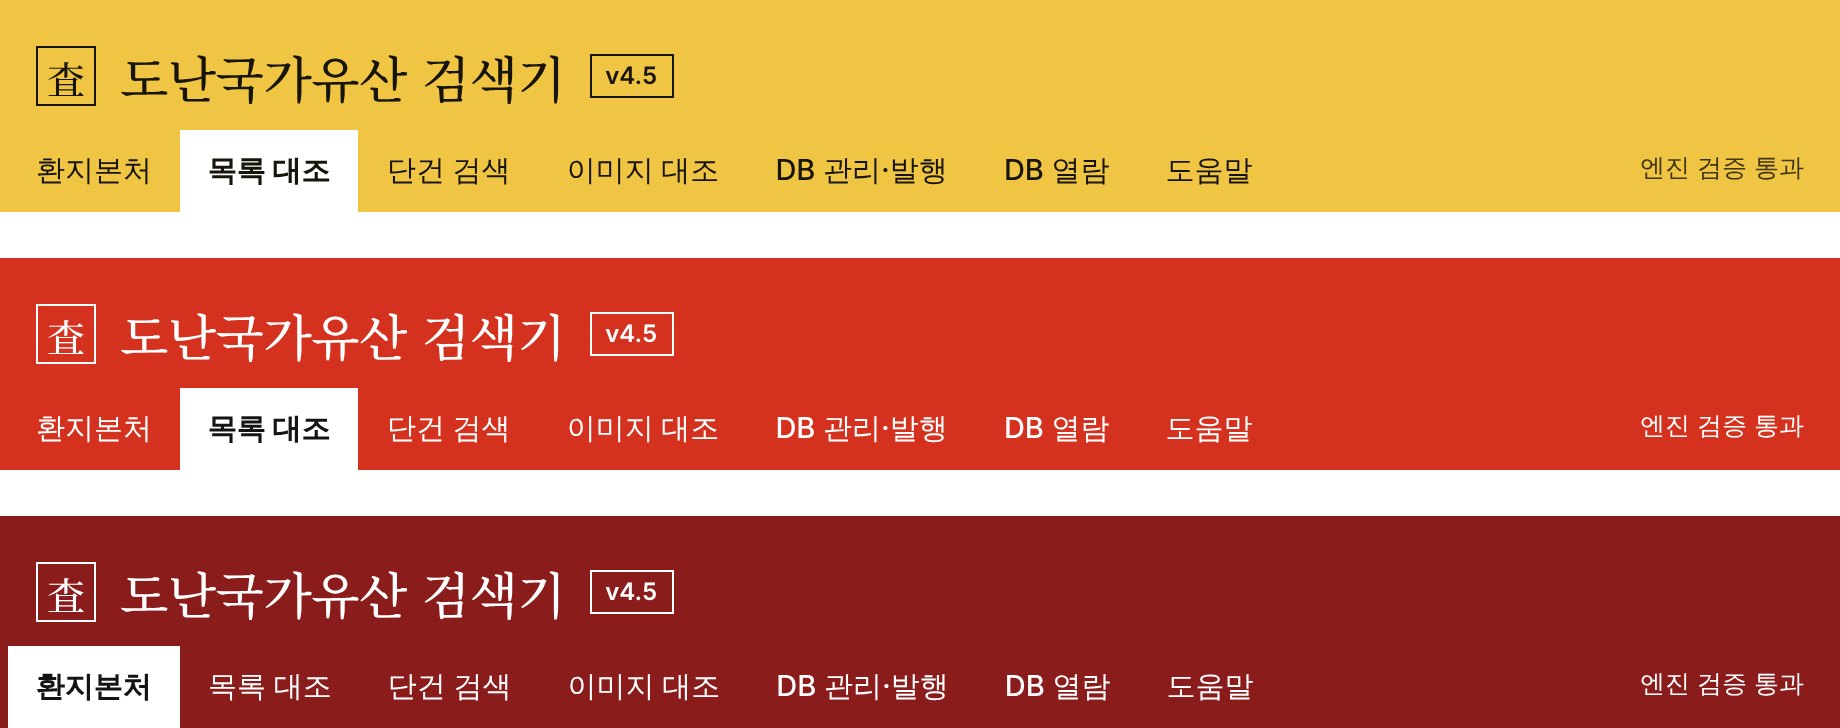 査 도난국가유산 검색기 v4.5
환지본처 목록 대조 단건 검색 이미지 대조 DB 관리·발행 DB 열람 도움말 엔진 검증 통과
査 도난국가유산 검색기 v4.5
환지본처 목록 대조 단건 검색 이미지 대조 DB 관리·발행 DB 열람 도움말 엔진 검증 통과
査 도난국가유산 검색기 v4.5
환지본처 목록 대조 단건 검색 이미지 대조 DB 관리·발행 DB 열람 도움말 엔진 검증 통과